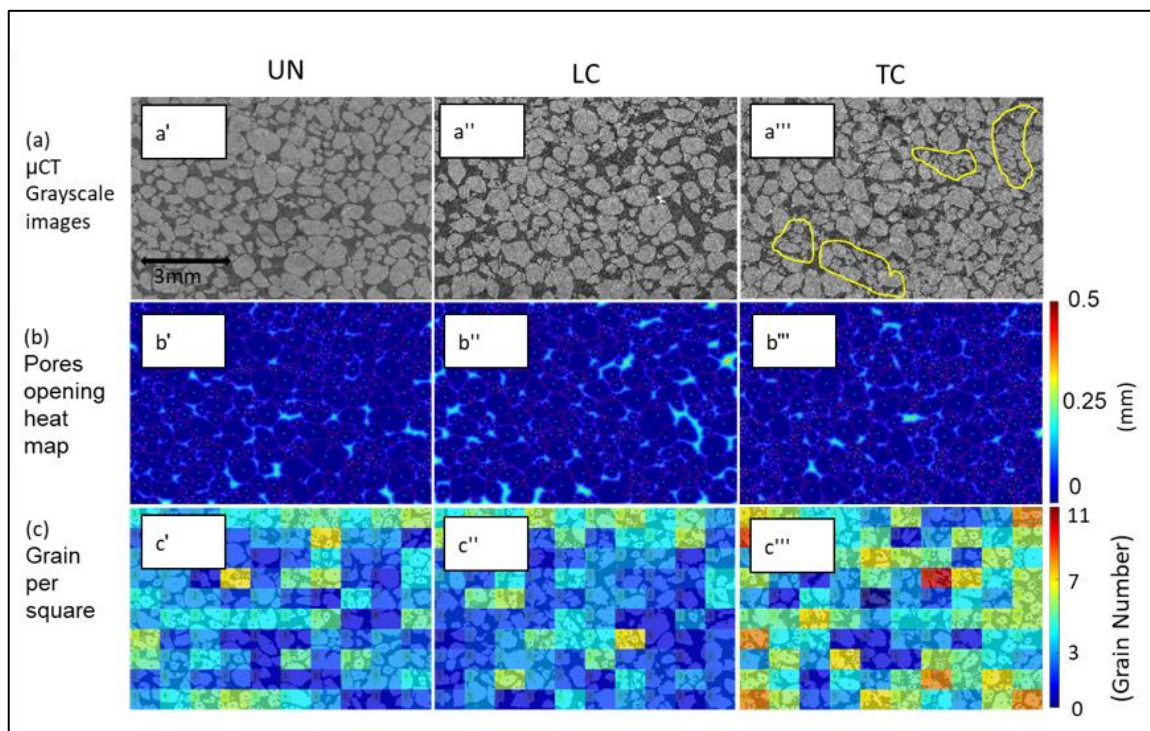 UN LC TC
(a)
μCT
Grayscale
images
a' a'' a'''
3mm
(b)
Pores
opening
heat
map
b' b'' b'''
0.5
0.25
0
(mm)
(c)
Grain
per
square
c' c'' c'''
11
7
3
0
(Grain Number)